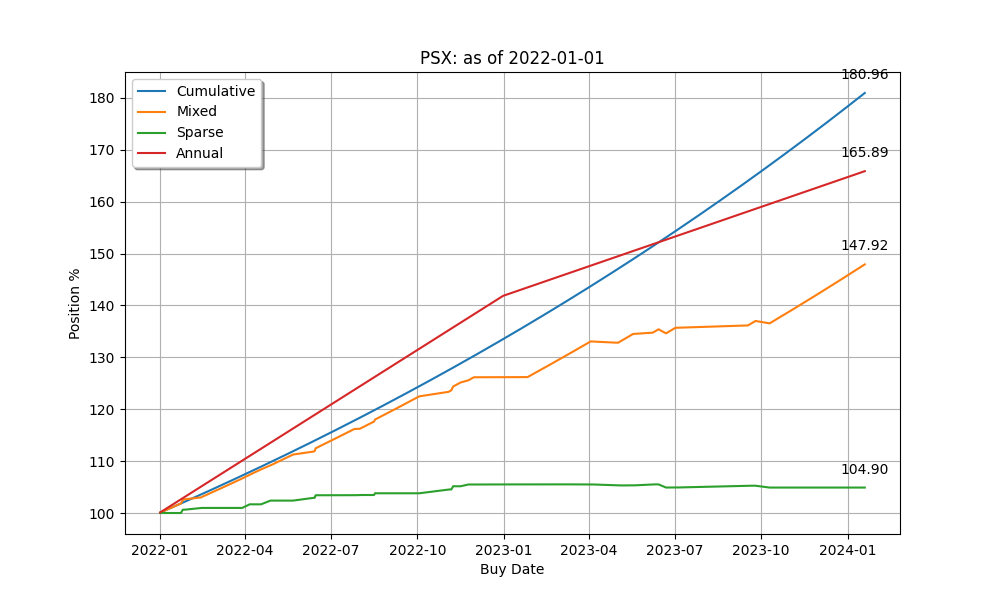 PSX: as of 2022-01-01
Cumulative
Mixed
Sparse
Annual
180.96
165.89
147.92
104.90
180
170
160
150
140
130
120
110
100
Position %
2022-01 2022-04 2022-07 2022-10 2023-01 2023-04 2023-07 2023-10 2024-01
Buy Date